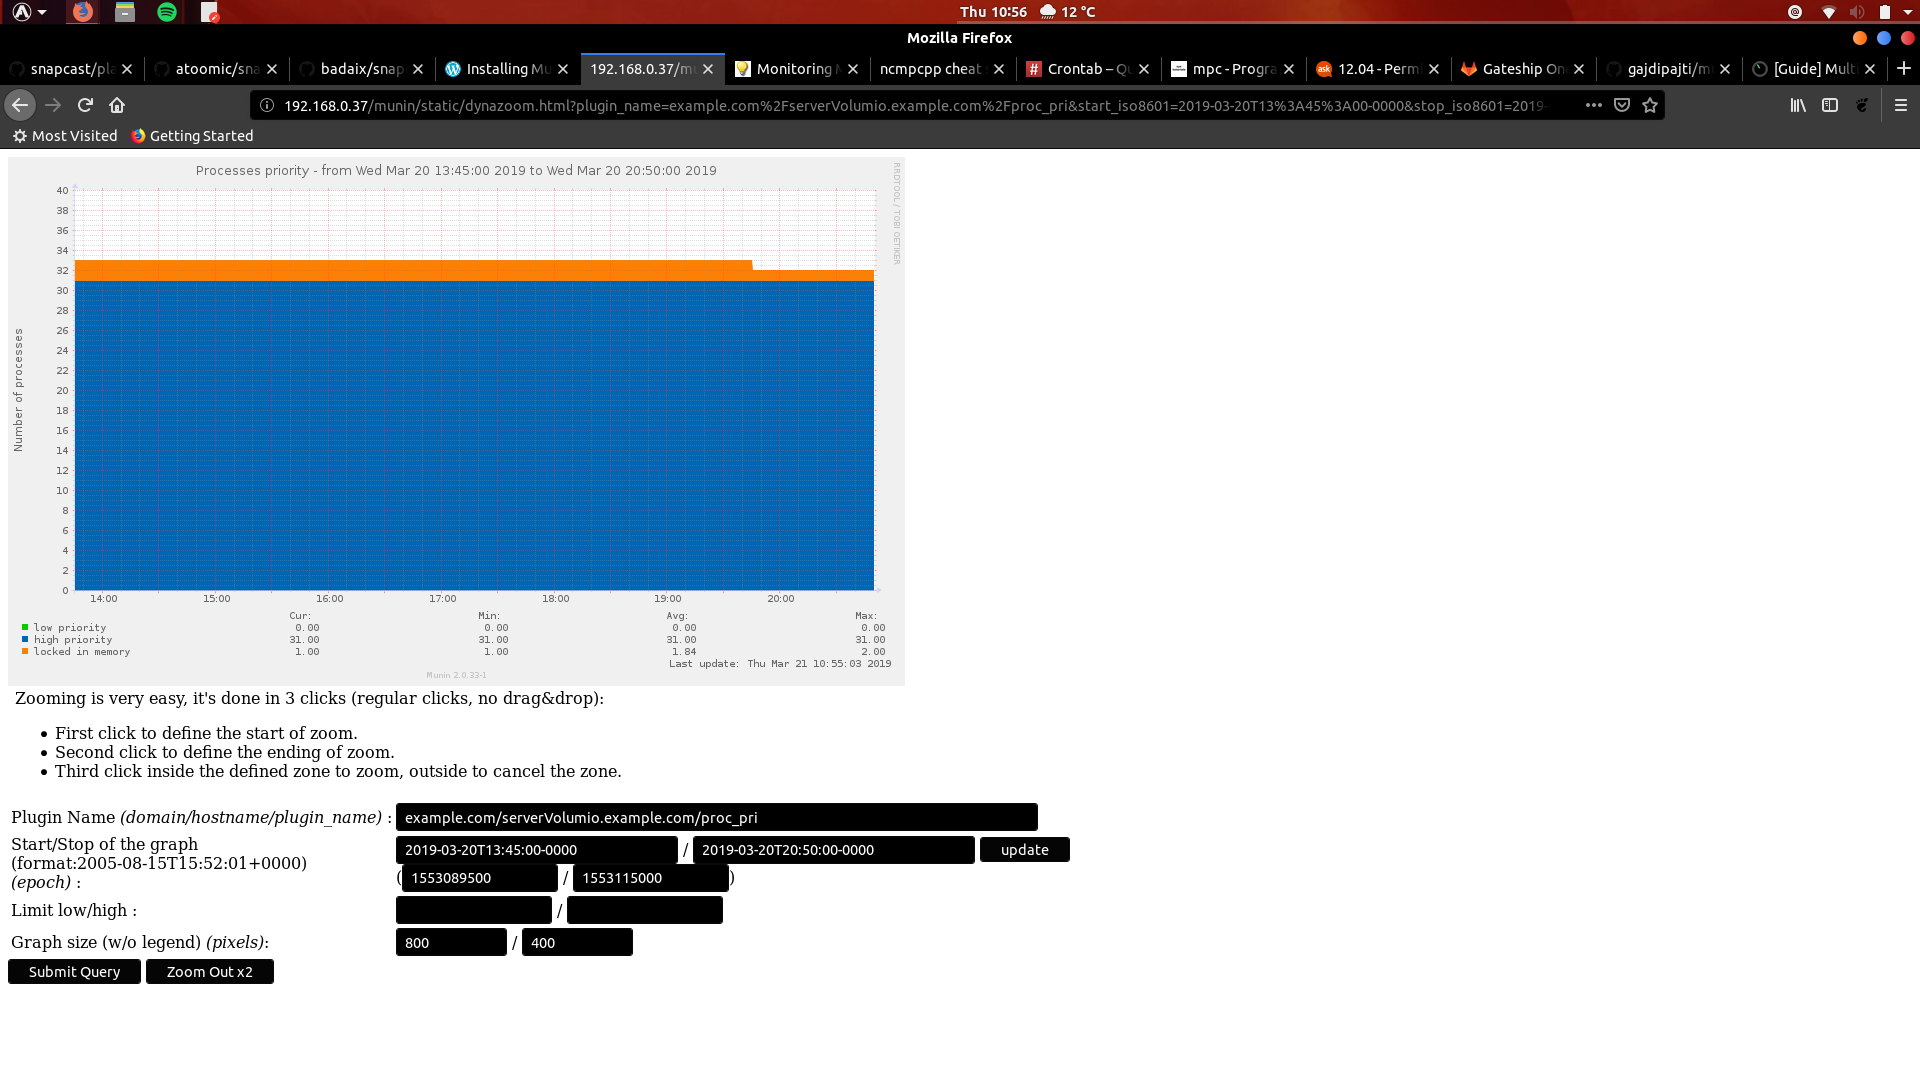 Thu 10:56 12 °C
Mozilla Firefox
snapcast/pla atoomic/sna badaix/snap Installing Mu 192.168.0.37/mu Monitoring M ncmpcpp cheat s Crontab – Qu mpc - Progra 12.04 - Permi Gateship On gajdipajti/mu [Guide] Multi
192.168.0.37/munin/static/dynazoom.html?plugin_name=example.com%2FserverVolumio.example.com%2Fproc_pri&start_iso8601=2019-03-20T13%3A45%3A00-0000&stop_iso8601=2019-
Most Visited Getting Started
Processes priority - from Wed Mar 20 13:45:00 2019 to Wed Mar 20 20:50:00 2019
RRDTOOL / TOBI OETIKER
Number of processes
40
38
36
34
32
30
28
26
24
22
20
18
16
14
12
10
8
6
4
2
0
14:00 15:00 16:00 17:00 18:00 19:00 20:00
Cur: Min: Avg: Max:
low priority 0.00 0.00 0.00 0.00
high priority 31.00 31.00 31.00 31.00
locked in memory 1.00 1.00 1.84 2.00
Last update: Thu Mar 21 10:55:03 2019
Munin 2.0.33-1
Zooming is very easy, it's done in 3 clicks (regular clicks, no drag&drop):
• First click to define the start of zoom.
• Second click to define the ending of zoom.
• Third click inside the defined zone to zoom, outside to cancel the zone.
Plugin Name (domain/hostname/plugin_name) : example.com/serverVolumio.example.com/proc_pri
Start/Stop of the graph
(format:2005-08-15T15:52:01+0000)
(epoch) :
2019-03-20T13:45:00-0000 / 2019-03-20T20:50:00-0000 update
(1553089500 / 1553115000)
Limit low/high : /
Graph size (w/o legend) (pixels): 800 / 400
Submit Query Zoom Out x2